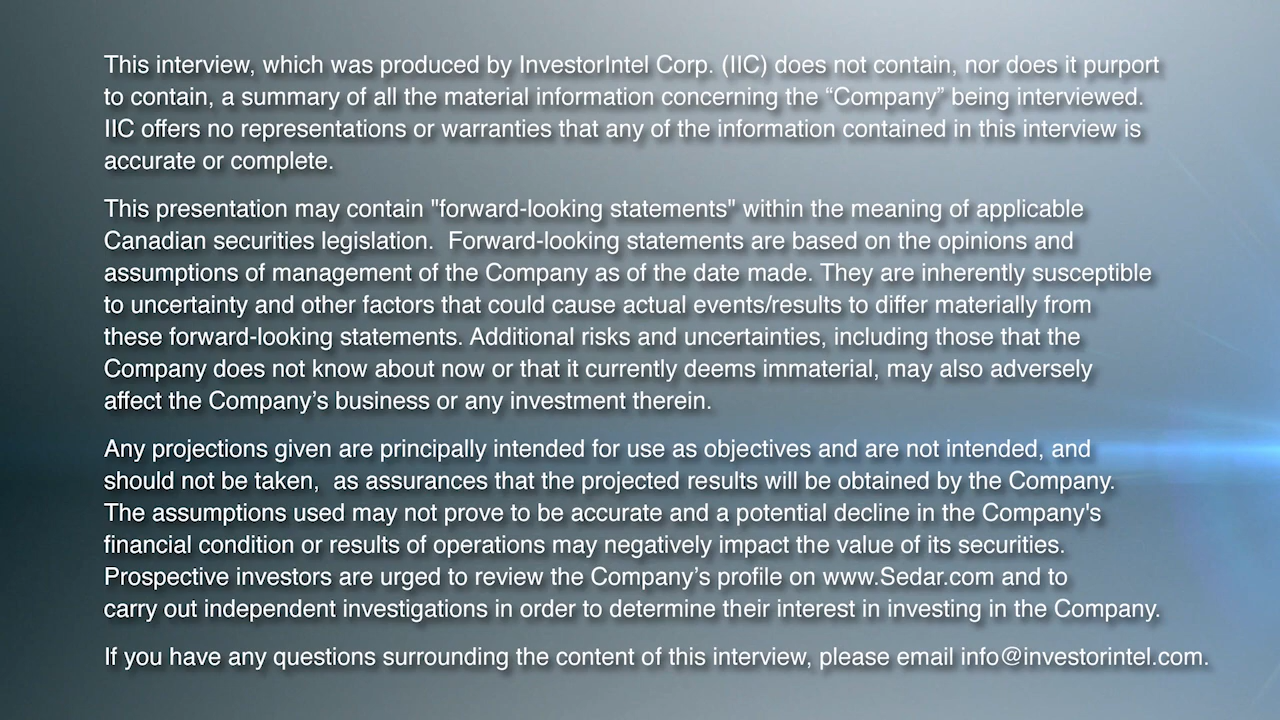 This interview, which was produced by InvestorIntel Corp. (IIC) does not contain, nor does it purport
to contain, a summary of all the material information concerning the “Company” being interviewed.
IIC offers no representations or warranties that any of the information contained in this interview is
accurate or complete.
This presentation may contain "forward-looking statements" within the meaning of applicable
Canadian securities legislation.  Forward-looking statements are based on the opinions and
assumptions of management of the Company as of the date made. They are inherently susceptible
to uncertainty and other factors that could cause actual events/results to differ materially from
these forward-looking statements. Additional risks and uncertainties, including those that the
Company does not know about now or that it currently deems immaterial, may also adversely
affect the Company’s business or any investment therein.
Any projections given are principally intended for use as objectives and are not intended, and
should not be taken,  as assurances that the projected results will be obtained by the Company.
The assumptions used may not prove to be accurate and a potential decline in the Company's
financial condition or results of operations may negatively impact the value of its securities.
Prospective investors are urged to review the Company’s profile on www.Sedar.com and to
carry out independent investigations in order to determine their interest in investing in the Company.
If you have any questions surrounding the content of this interview, please email info@investorintel.com.